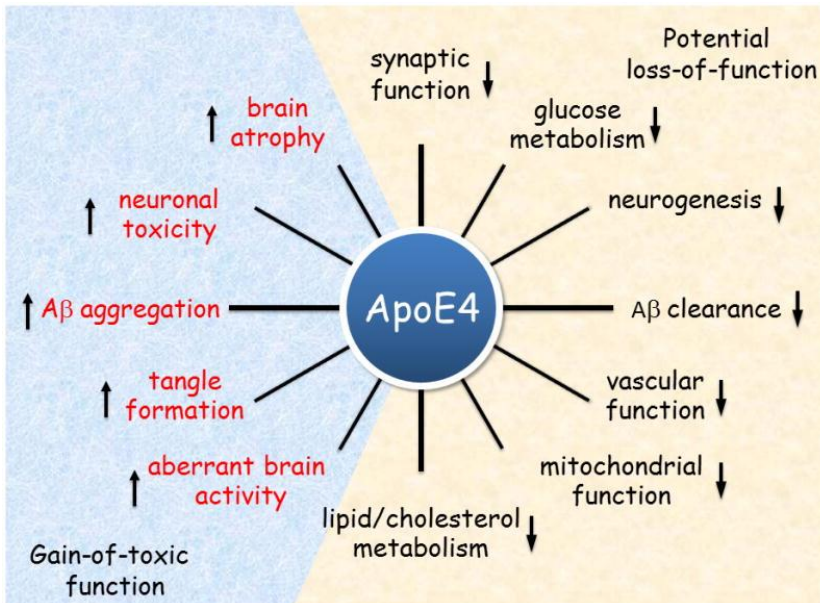 Potential
loss-of-function
synaptic
function
glucose
metabolism
neurogenesis
Aβ clearance
vascular
function
mitochondrial
function
lipid/cholesterol
metabolism
brain
atrophy
neuronal
toxicity
Aβ aggregation
tangle
formation
aberrant brain
activity
Gain-of-toxic
function
ApoE4